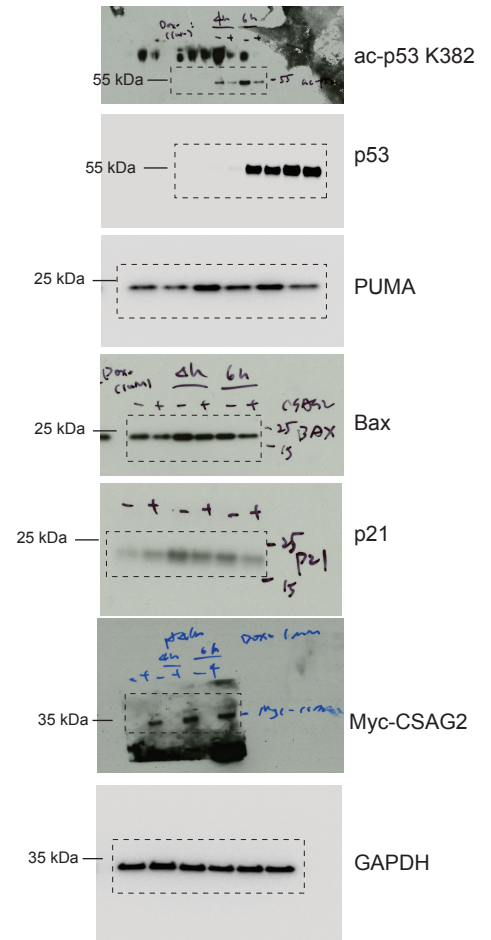 Doxo : 4h 6h
(1um) - + - +
ac-p53 K382
55 kDa
-55
p53
55 kDa
25 kDa
PUMA
Doxo 4h 6h
(1um)
- + - + - + CSAG2
Bax
25 kDa
-25 BAX
-15
- + - + - +
p21
25 kDa
-25
p21
-15
Doxo 1um
4h 6h
- + - + - +
35 kDa
Myc-
Myc-CSAG2
35 kDa
GAPDH